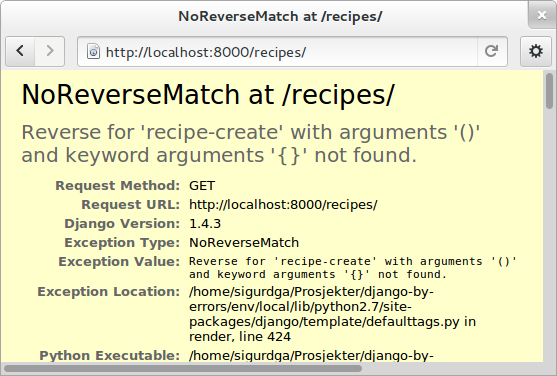 NoReverseMatch at /recipes/
http://localhost:8000/recipes/
NoReverseMatch at /recipes/
Reverse for 'recipe-create' with arguments '()'
and keyword arguments '{}' not found.
Request Method: GET
Request URL: http://localhost:8000/recipes/
Django Version: 1.4.3
Exception Type: NoReverseMatch
Exception Value: Reverse for 'recipe-create' with arguments '()'
and keyword arguments '{}' not found.
Exception Location: /home/sigurdga/Prosjekter/django-by-
errors/env/local/lib/python2.7/site-
packages/django/template/defaulttags.py in
render, line 424
Python Executable: /home/sigurdga/Prosjekter/django-by-